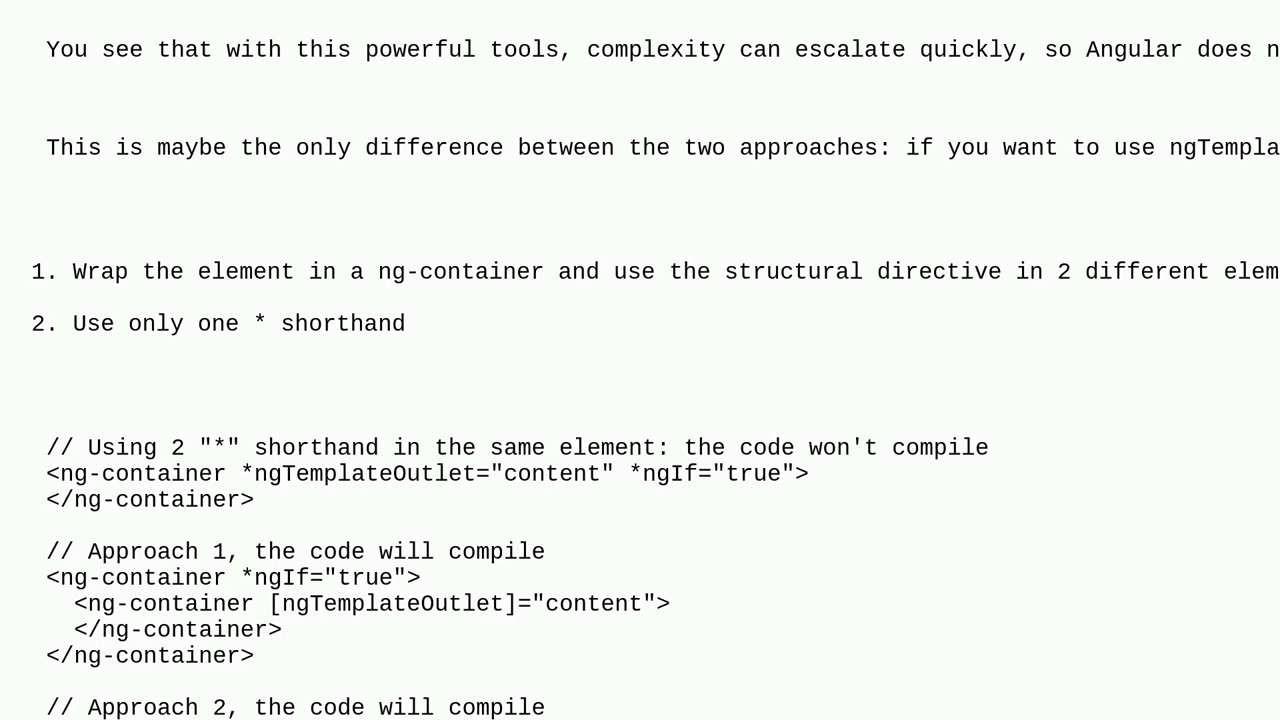 You see that with this powerful tools, complexity can escalate quickly, so Angular does n
This is maybe the only difference between the two approaches: if you want to use ngTempla
1. Wrap the element in a ng-container and use the structural directive in 2 different elem
2. Use only one * shorthand
// Using 2 "*" shorthand in the same element: the code won't compile
<ng-container *ngTemplateOutlet="content" *ngIf="true">
</ng-container>
// Approach 1, the code will compile
<ng-container *ngIf="true">
<ng-container [ngTemplateOutlet]="content">
</ng-container>
</ng-container>
// Approach 2, the code will compile